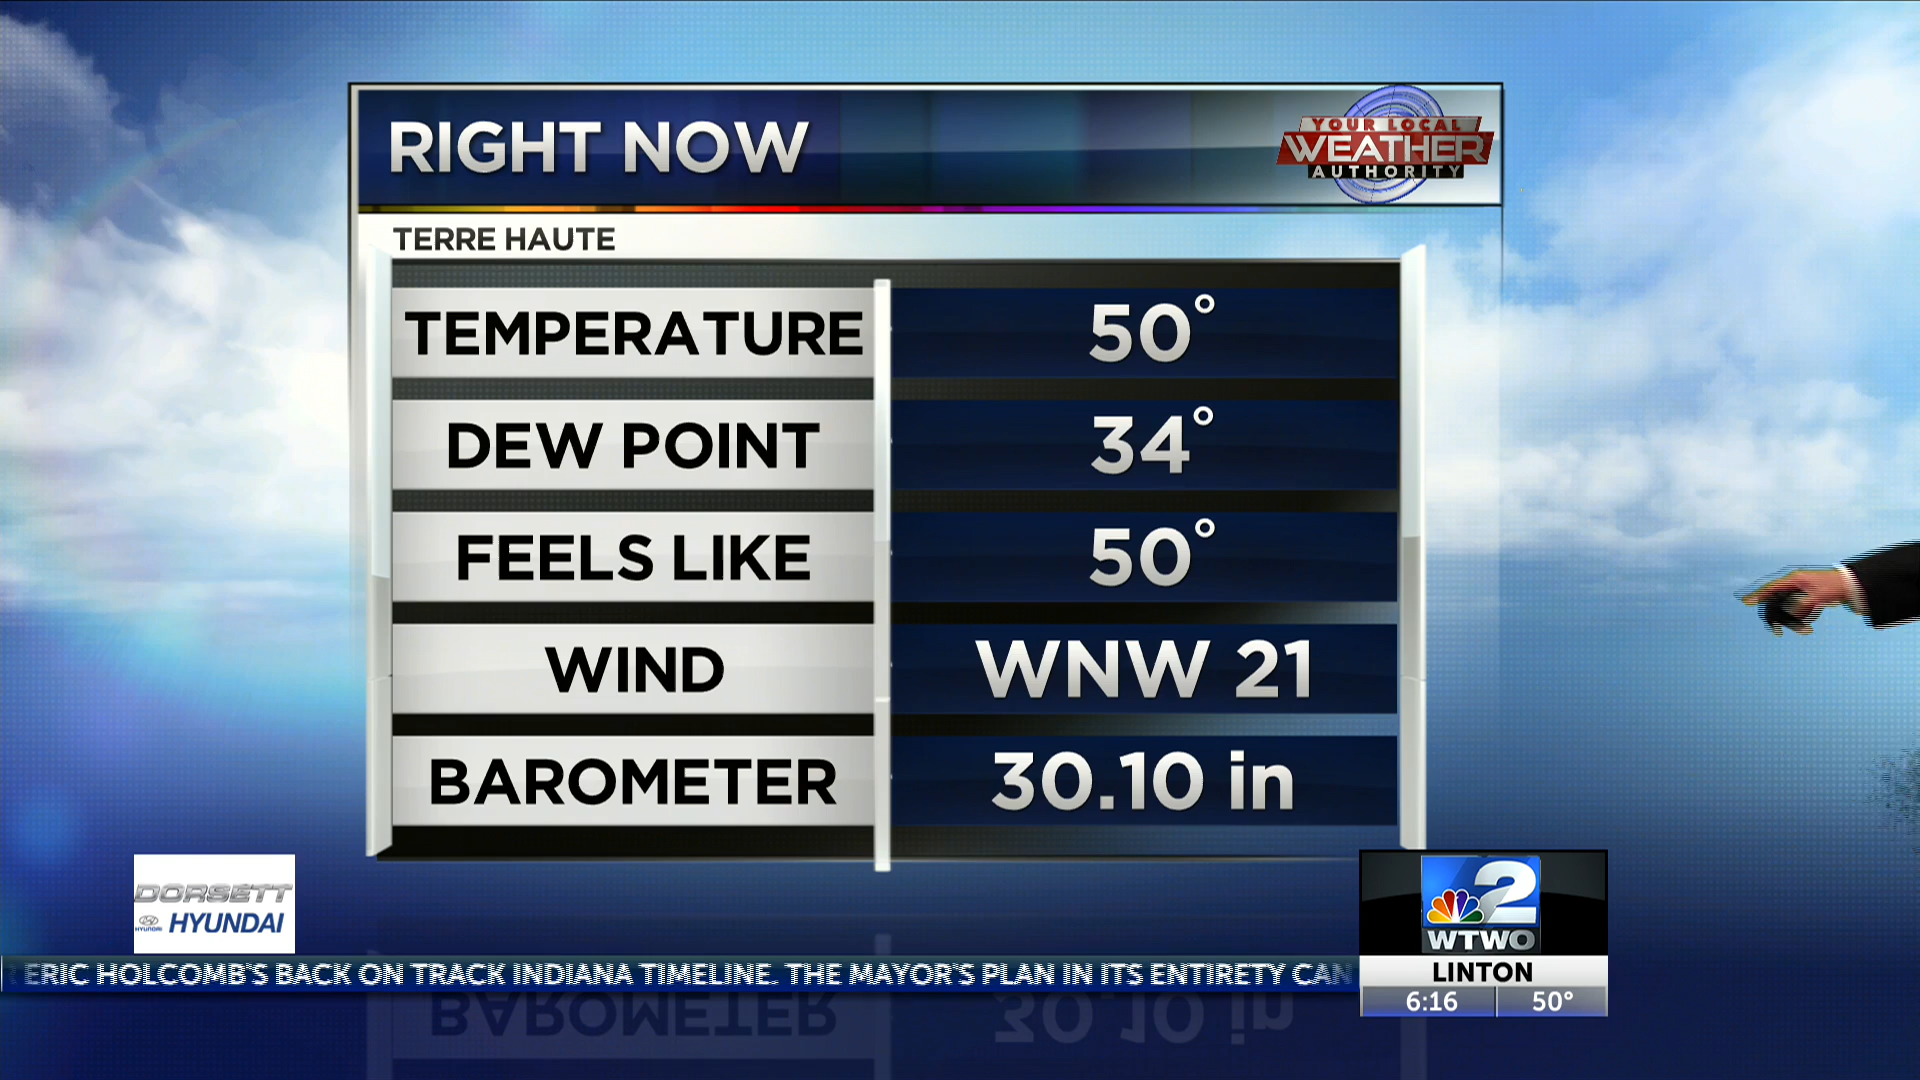 RIGHT NOW
YOUR LOCAL
WEATHER
AUTHORITY
TERRE HAUTE
TEMPERATURE 50°
DEW POINT 34°
FEELS LIKE 50°
WIND WNW 21
BAROMETER 30.10 in
DORSETT
HYUNDAI HYUNDAI
2
WTWO
ERIC HOLCOMB'S BACK ON TRACK INDIANA TIMELINE. THE MAYOR'S PLAN IN ITS ENTIRETY CAN
LINTON
6:16 50°